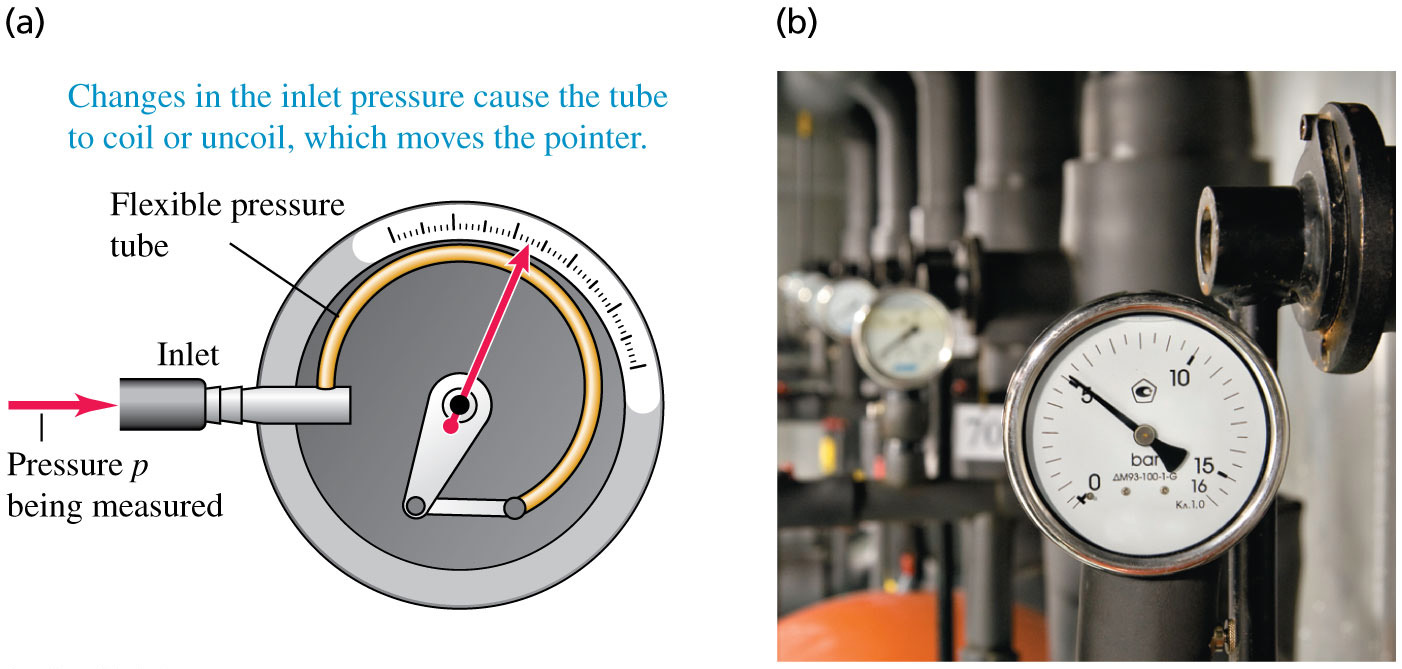 (a)
Changes in the inlet pressure cause the tube
to coil or uncoil, which moves the pointer.
Flexible pressure
tube
Inlet
Pressure p
being measured
(b)
5
10
bar
15
0
ΔM93-100-1-G
16
Кл.1,0
70